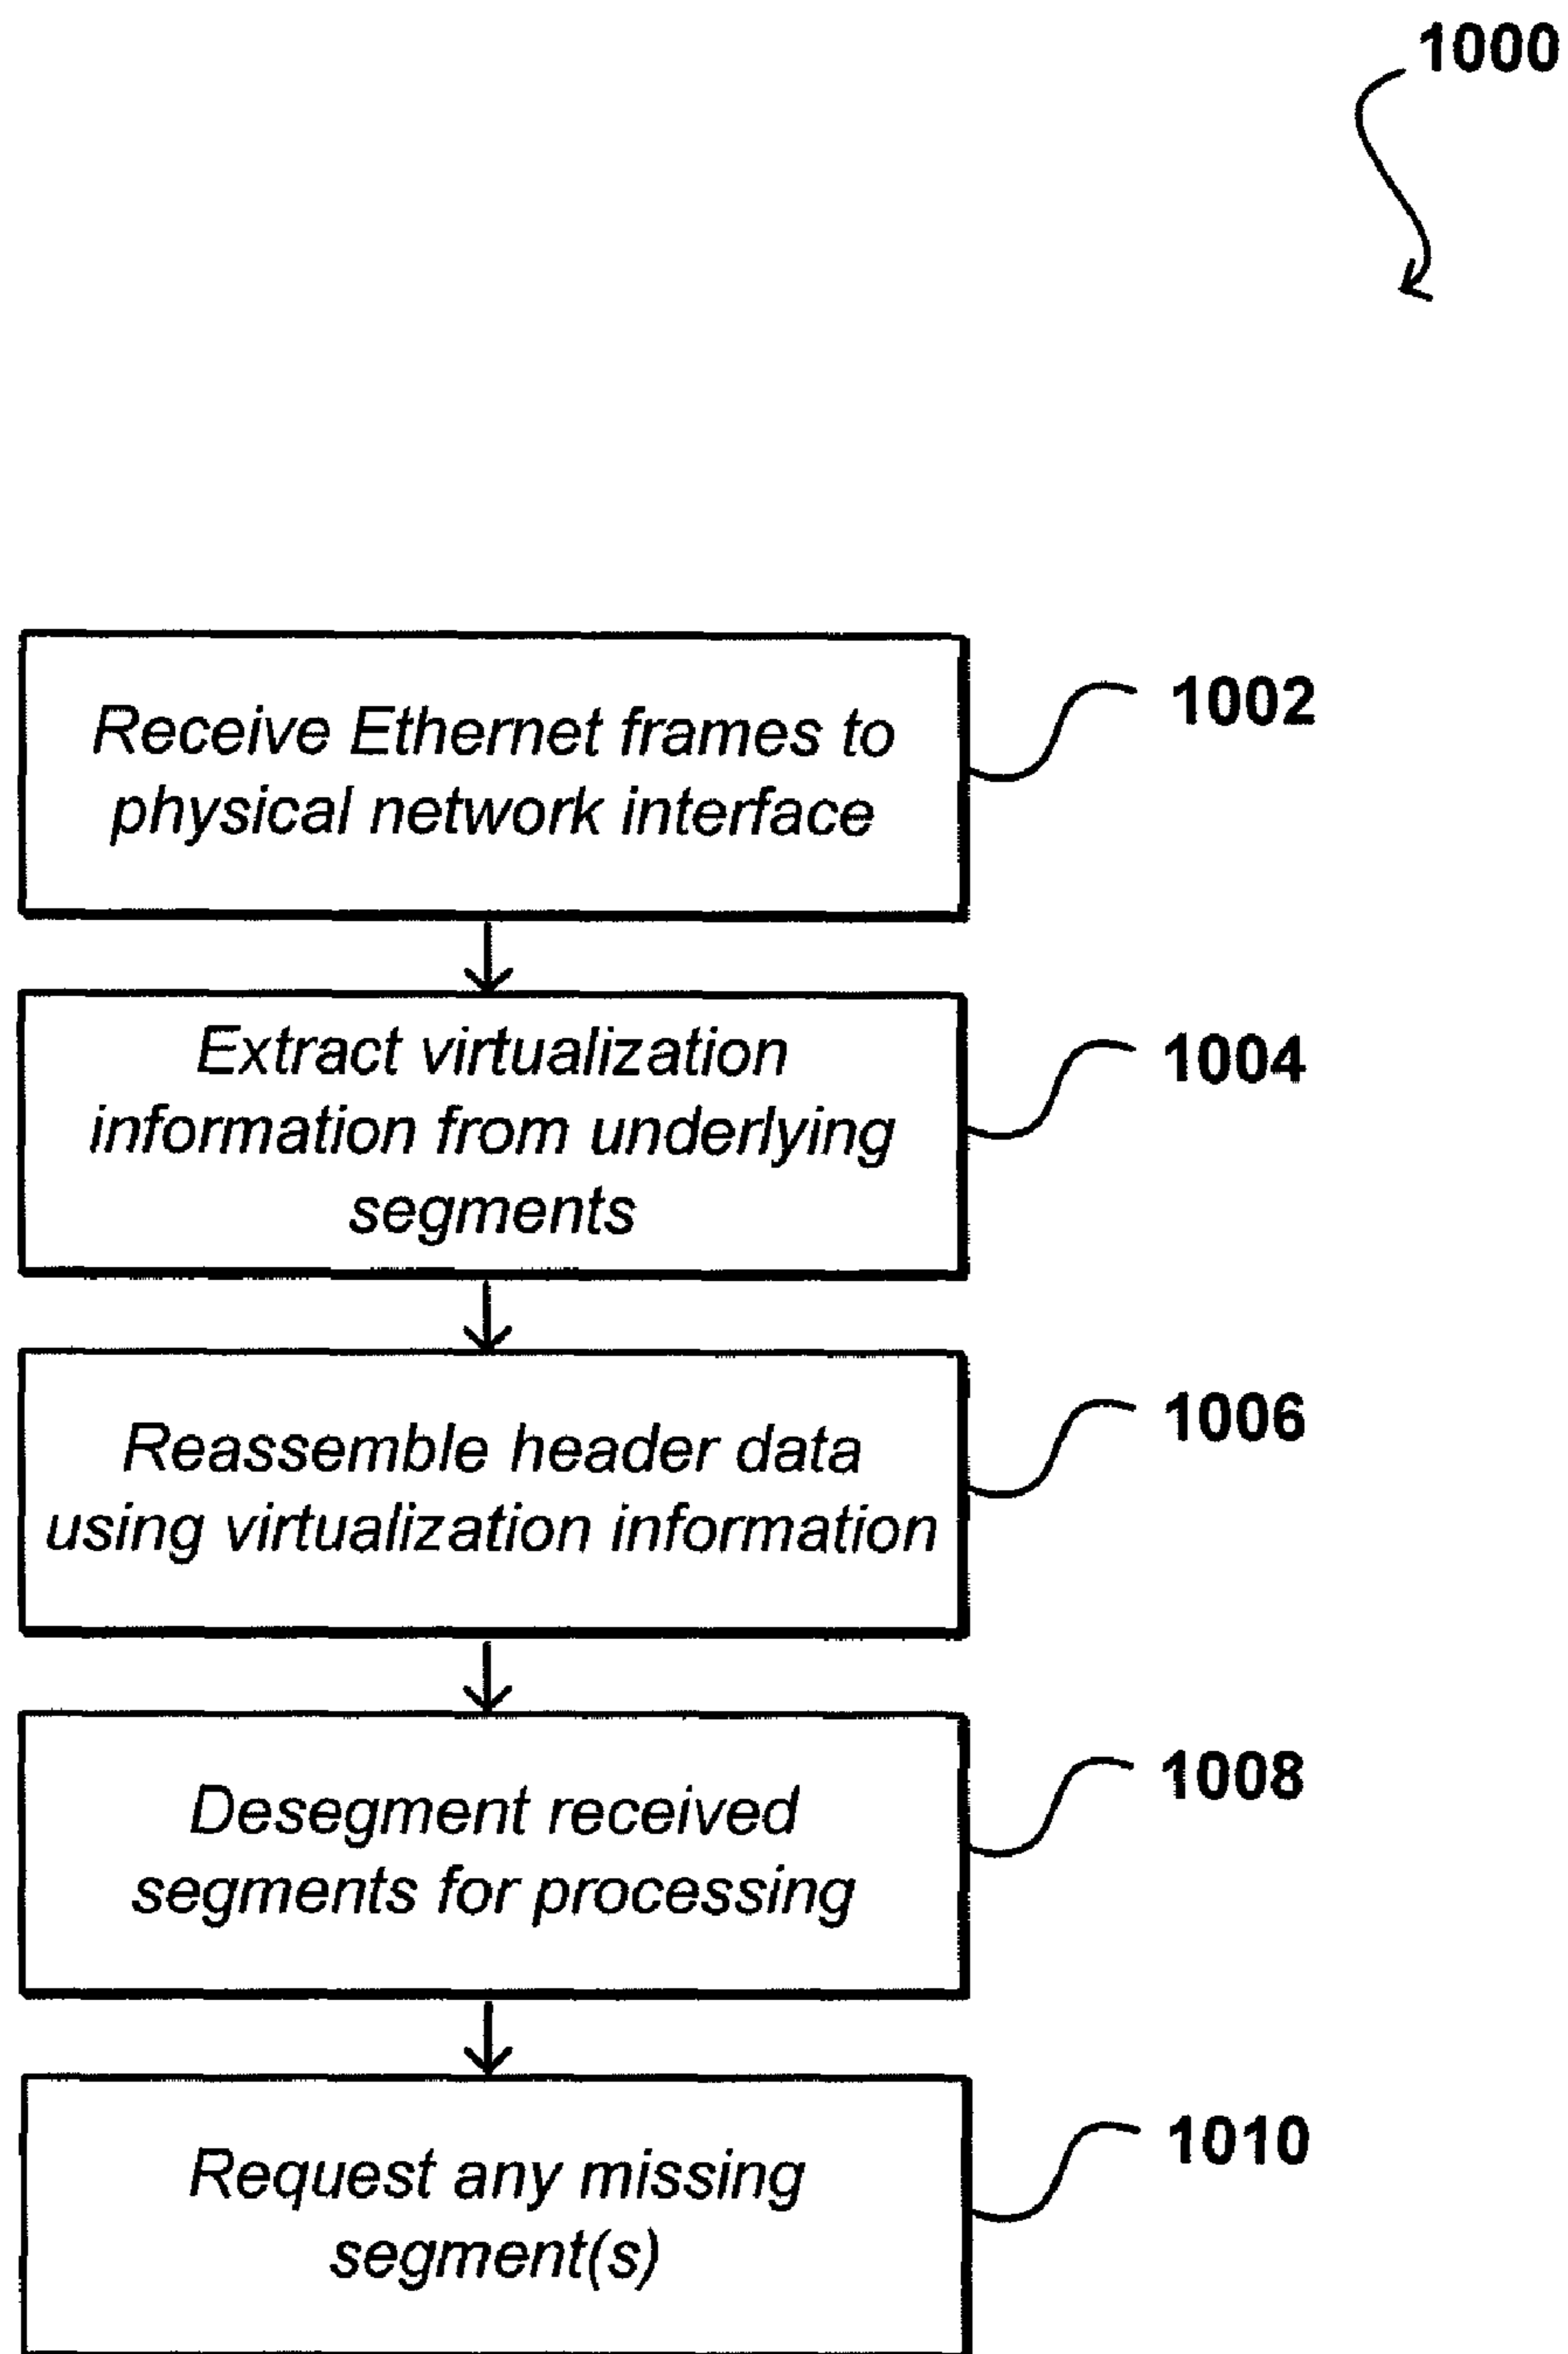 1000
Receive Ethernet frames to
physical network interface
1002
Extract virtualization
information from underlying
segments
1004
Reassemble header data
using virtualization information
1006
Desegment received
segments for processing
1008
Request any missing
segment(s)
1010